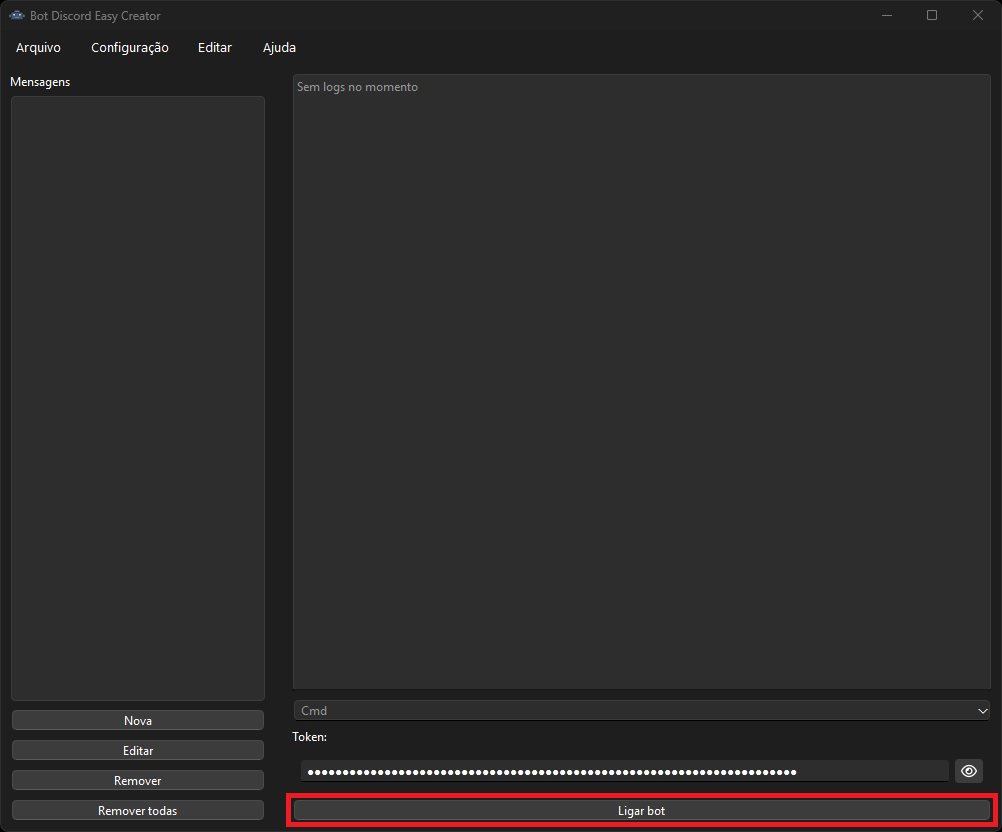 Bot Discord Easy Creator
Arquivo Configuração Editar Ajuda
Mensagens
Sem logs no momento
Nova
Editar
Remover
Remover todas
Cmd
Token:
Ligar bot